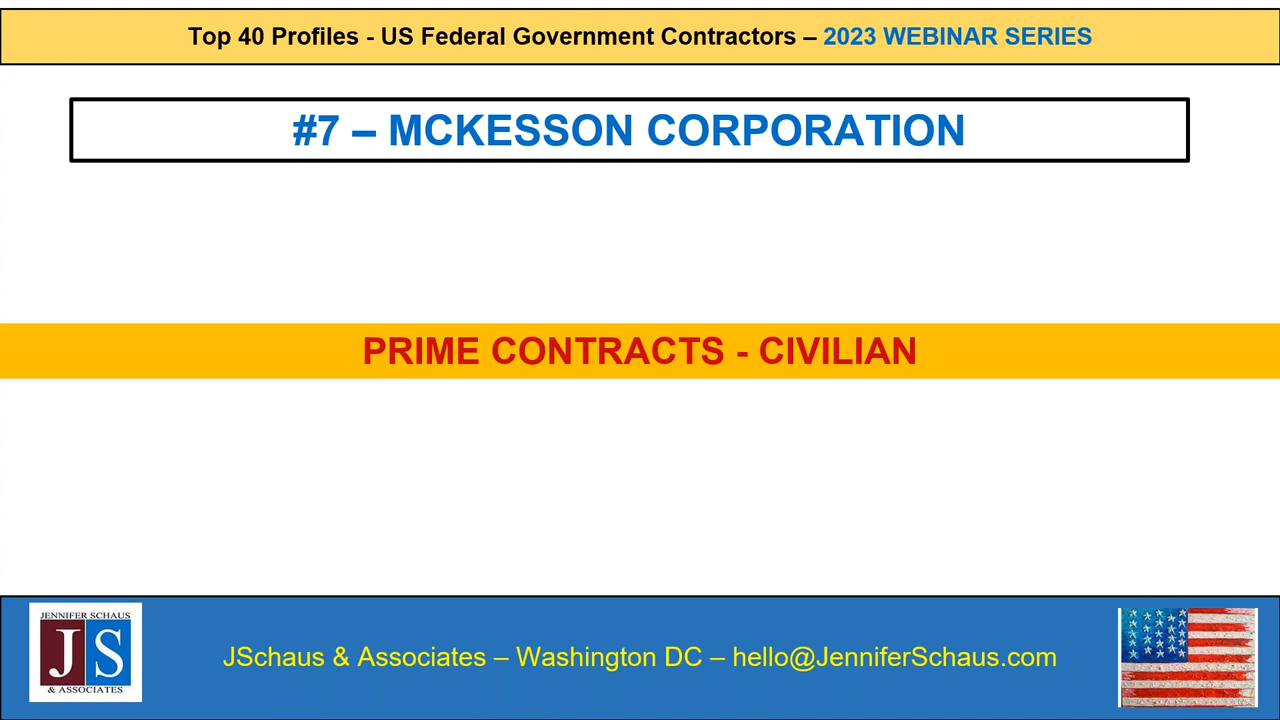 Top 40 Profiles - US Federal Government Contractors – 2023 WEBINAR SERIES
#7 – MCKESSON CORPORATION
PRIME CONTRACTS - CIVILIAN
JENNIFER SCHAUS
JS
& ASSOCIATES
JSchaus & Associates – Washington DC – hello@JenniferSchaus.com